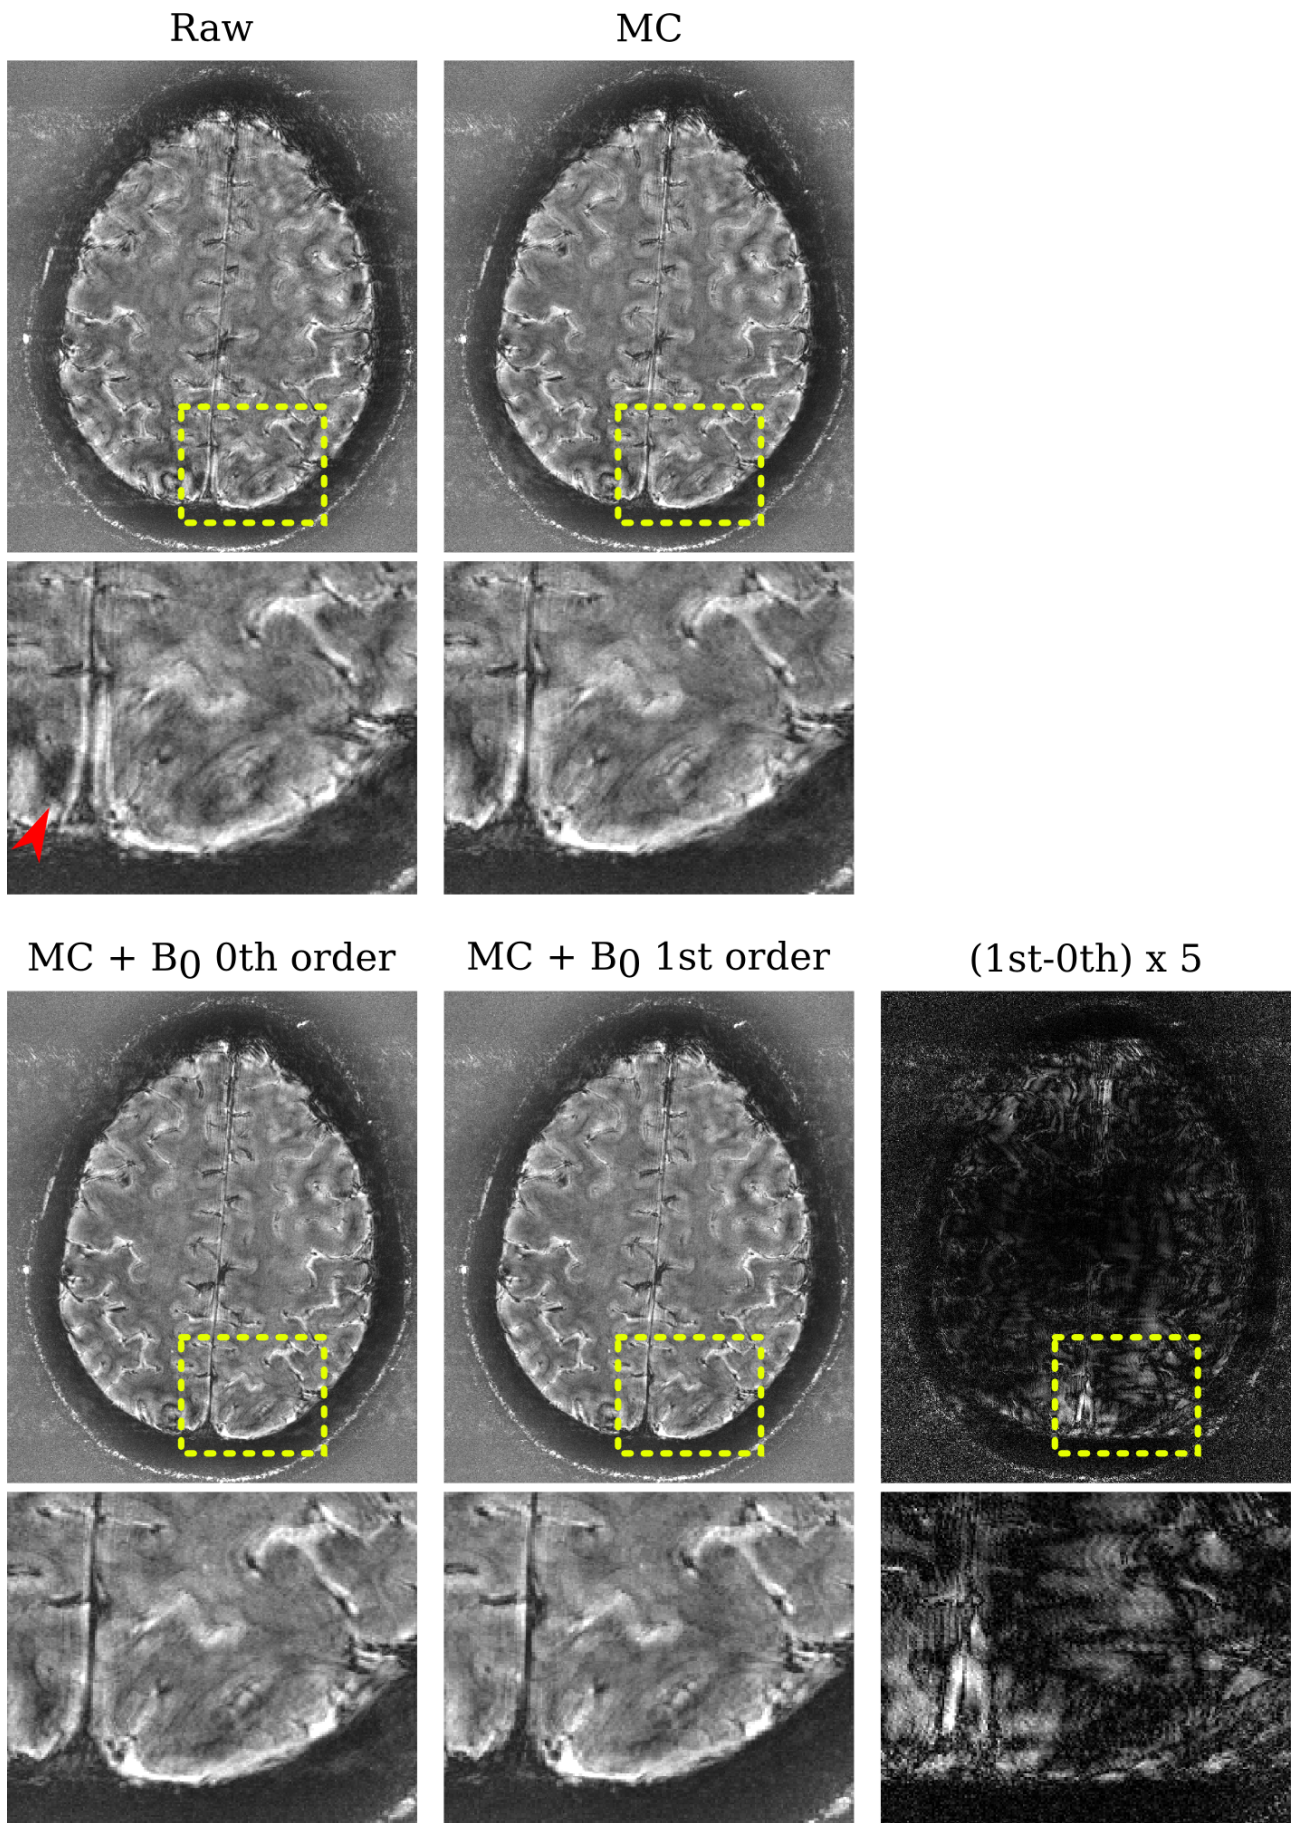 Raw
MC
MC + B0 0th order
MC + B0 1st order
(1st-0th) x 5